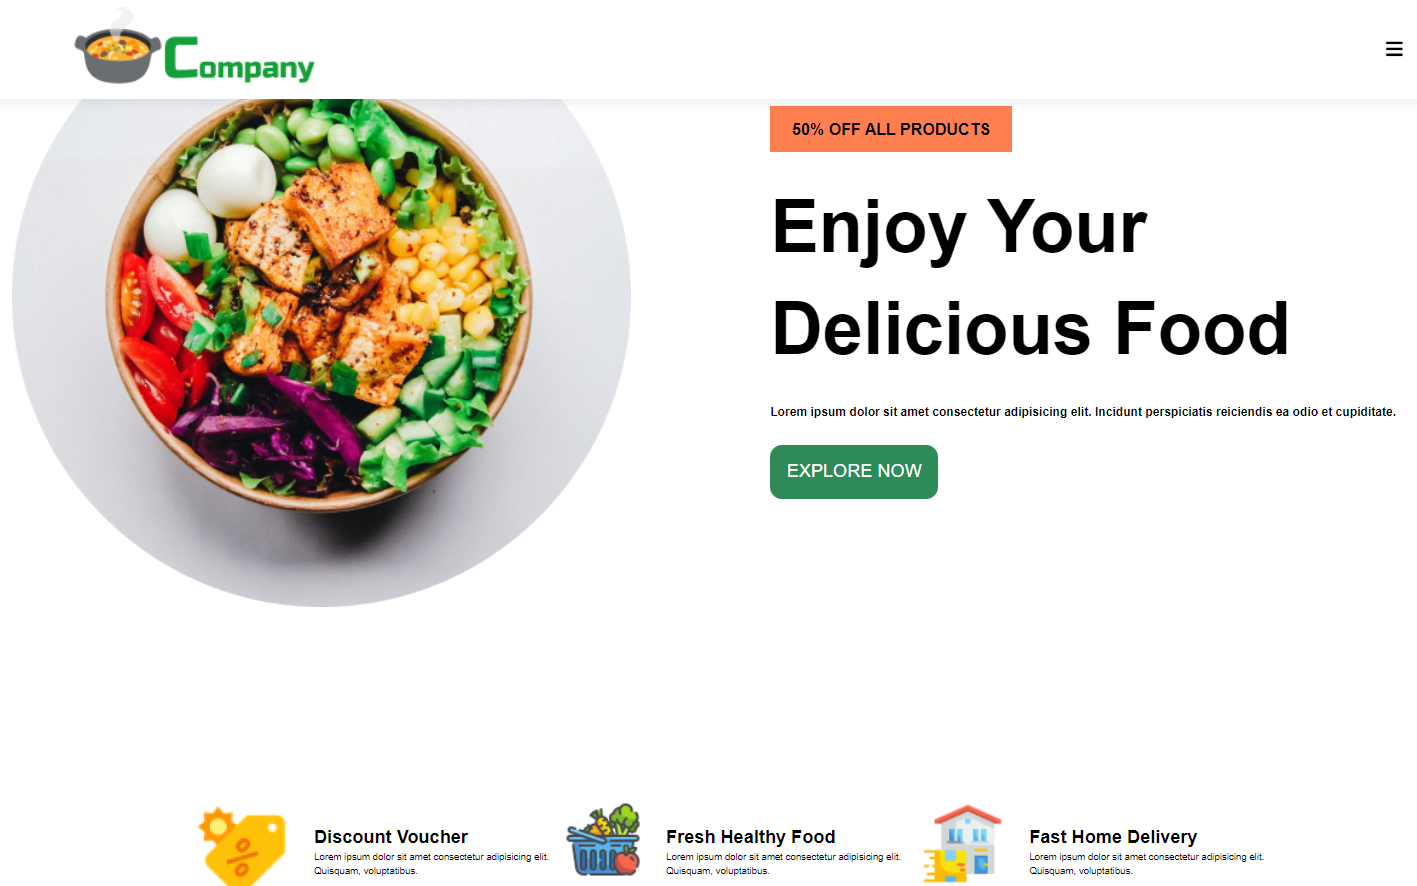 Company
50% OFF ALL PRODUCTS
Enjoy Your
Delicious Food
Lorem ipsum dolor sit amet consectetur adipisicing elit. Incidunt perspiciatis reiciendis ea odio et cupiditate.
EXPLORE NOW
Discount Voucher
Lorem ipsum dolor sit amet consectetur adipisicing elit.
Quisquam, voluptatibus.
Fresh Healthy Food
Lorem ipsum dolor sit amet consectetur adipisicing elit.
Quisquam, voluptatibus.
Fast Home Delivery
Lorem ipsum dolor sit amet consectetur adipisicing elit.
Quisquam, voluptatibus.